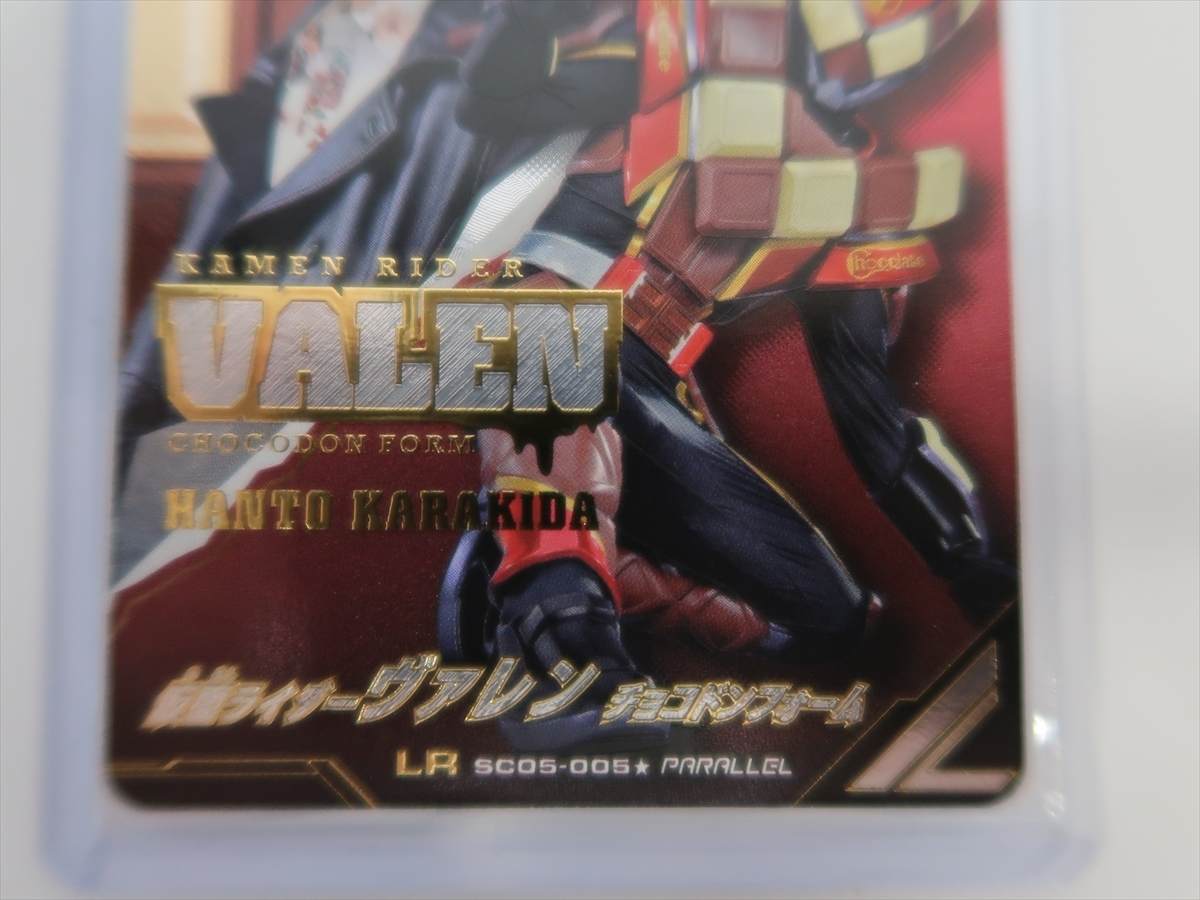 Chocolate
KAMEN RIDER
VALEN
CHOCODON FORM
HANTO KARAKIDA
仮面ライダーヴァレン チョコドンフォーム
LR SC05-005★ PARALLEL